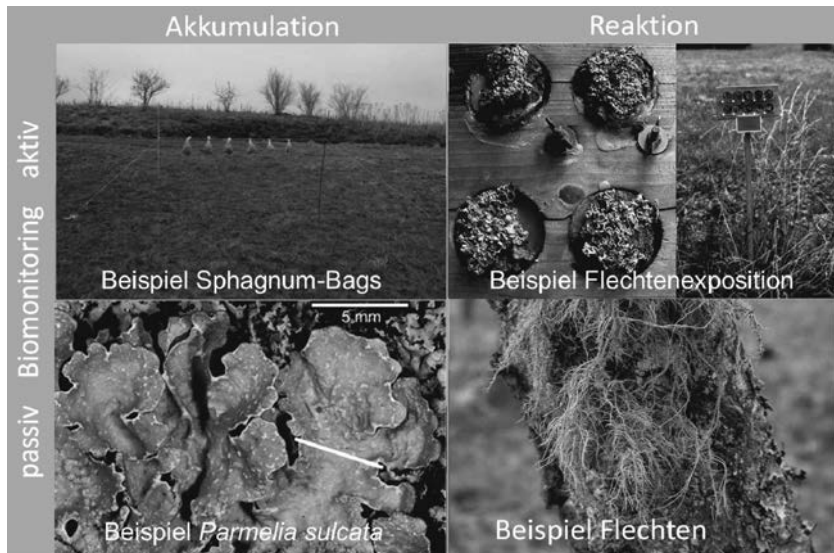 Akkumulation
Reaktion
Biomonitoring
aktiv
passiv
Beispiel Sphagnum-Bags
Beispiel Flechtenexposition
5 mm
Beispiel Parmelia sulcata
Beispiel Flechten